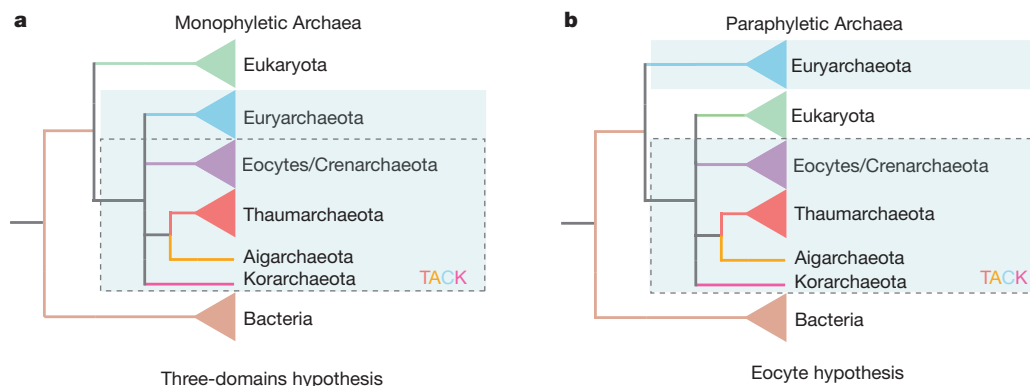 a
Monophyletic Archaea
Eukaryota
Euryarchaeota
Eocytes/Crenarchaeota
Thaumarchaeota
Aigarchaeota
Korarchaeota
TACK
Bacteria
Three-domains hypothesis
b
Paraphyletic Archaea
Euryarchaeota
Eukaryota
Eocytes/Crenarchaeota
Thaumarchaeota
Aigarchaeota
Korarchaeota
TACK
Bacteria
Eocyte hypothesis